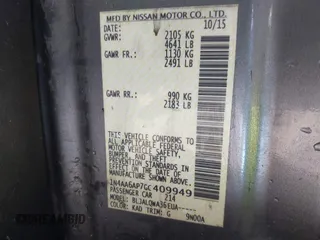 MFD BY NISSAN MOTOR CO., LTD.
DATE: 10/15
GVWR: 2105 KG
4641 LB
GAWR FR.: 1130 KG
2491 LB
GAWR RR.: 990 KG
2183 LB
THIS VEHICLE CONFORMS TO
ALL APPLICABLE FEDERAL
MOTOR VEHICLE SAFETY,
BUMPER, AND THEFT
PREVENTION STANDARDS IN
EFFECT ON THE DATE OF
MANUFACTURE SHOWN ABOVE.
1N4AA6AP7GC409949
PASSENGER CAR J14
MODEL: BLJALQWA36EUA-----
COLOR: KAD TRIM: G 9N00A